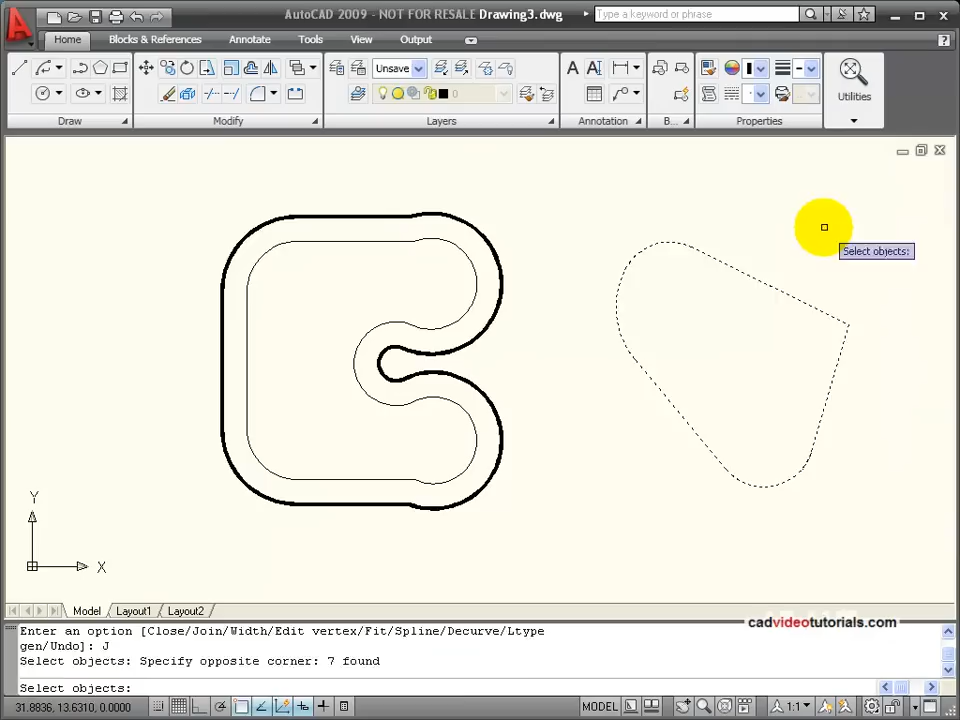 AutoCAD 2009 - NOT FOR RESALE Drawing3.dwg
Type a keyword or phrase
Home Blocks & References Annotate Tools View Output
Unsave
0
A A
Utilities
Draw Modify Layers Annotation B... Properties
Select objects:
Y
X
Model Layout1 Layout2
cadvideotutorials.com
Enter an option [Close/Join/Width/Edit vertex/Fit/Spline/Decurve/Ltype
gen/Undo]: J
Select objects: Specify opposite corner: 7 found
Select objects:
31.8836, 13.6310, 0.0000 MODEL 1:1